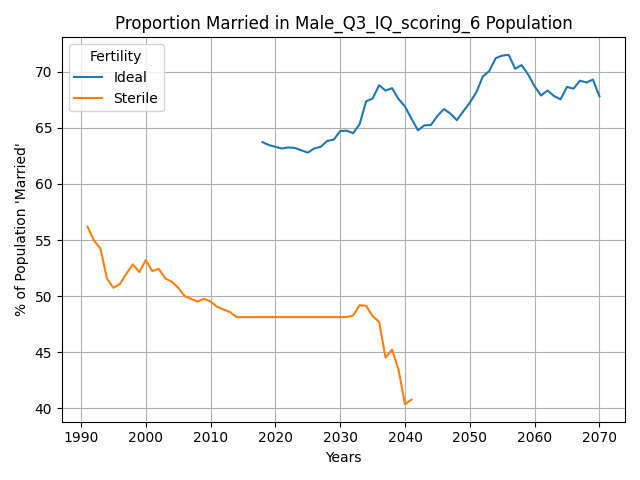 Proportion Married in Male_Q3_IQ_scoring_6 Population
Fertility
Ideal
Sterile
% of Population 'Married'
70
65
60
55
50
45
40
1990 2000 2010 2020 2030 2040 2050 2060 2070
Years